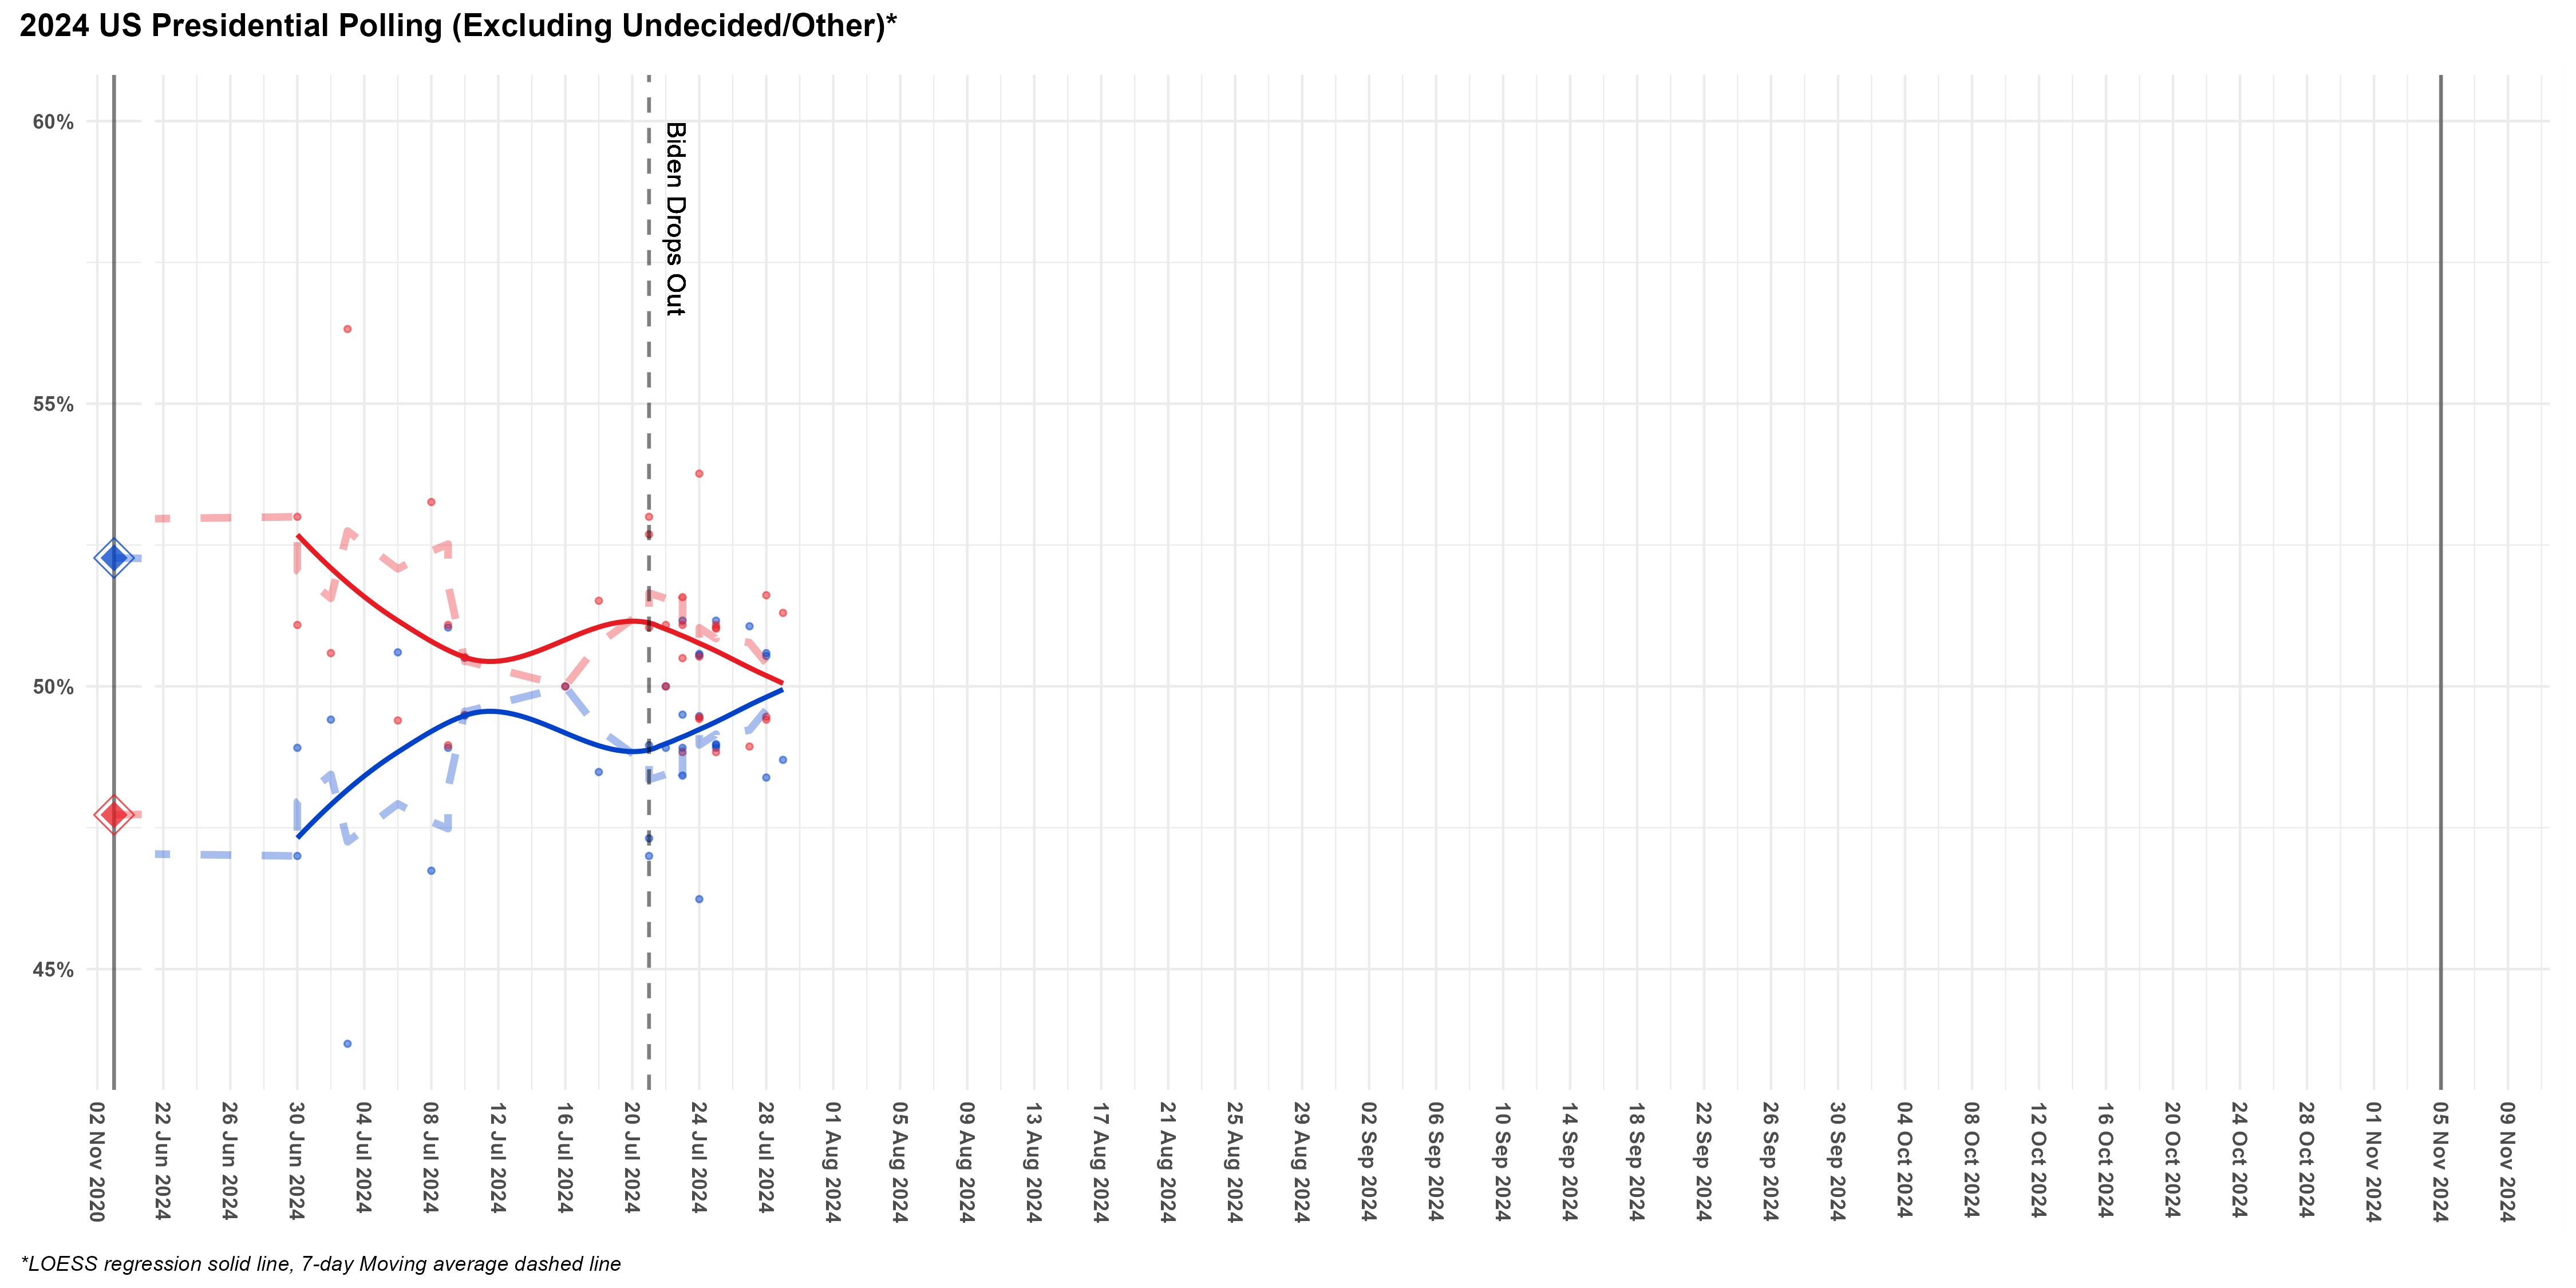 2024 US Presidential Polling (Excluding Undecided/Other)*
60%
55%
50%
45%
Biden Drops Out
02 Nov 2020
22 Jun 2024
26 Jun 2024
30 Jun 2024
04 Jul 2024
08 Jul 2024
12 Jul 2024
16 Jul 2024
20 Jul 2024
24 Jul 2024
28 Jul 2024
01 Aug 2024
05 Aug 2024
09 Aug 2024
13 Aug 2024
17 Aug 2024
21 Aug 2024
25 Aug 2024
29 Aug 2024
02 Sep 2024
06 Sep 2024
10 Sep 2024
14 Sep 2024
18 Sep 2024
22 Sep 2024
26 Sep 2024
30 Sep 2024
04 Oct 2024
08 Oct 2024
12 Oct 2024
16 Oct 2024
20 Oct 2024
24 Oct 2024
28 Oct 2024
01 Nov 2024
05 Nov 2024
09 Nov 2024
*LOESS regression solid line, 7-day Moving average dashed line